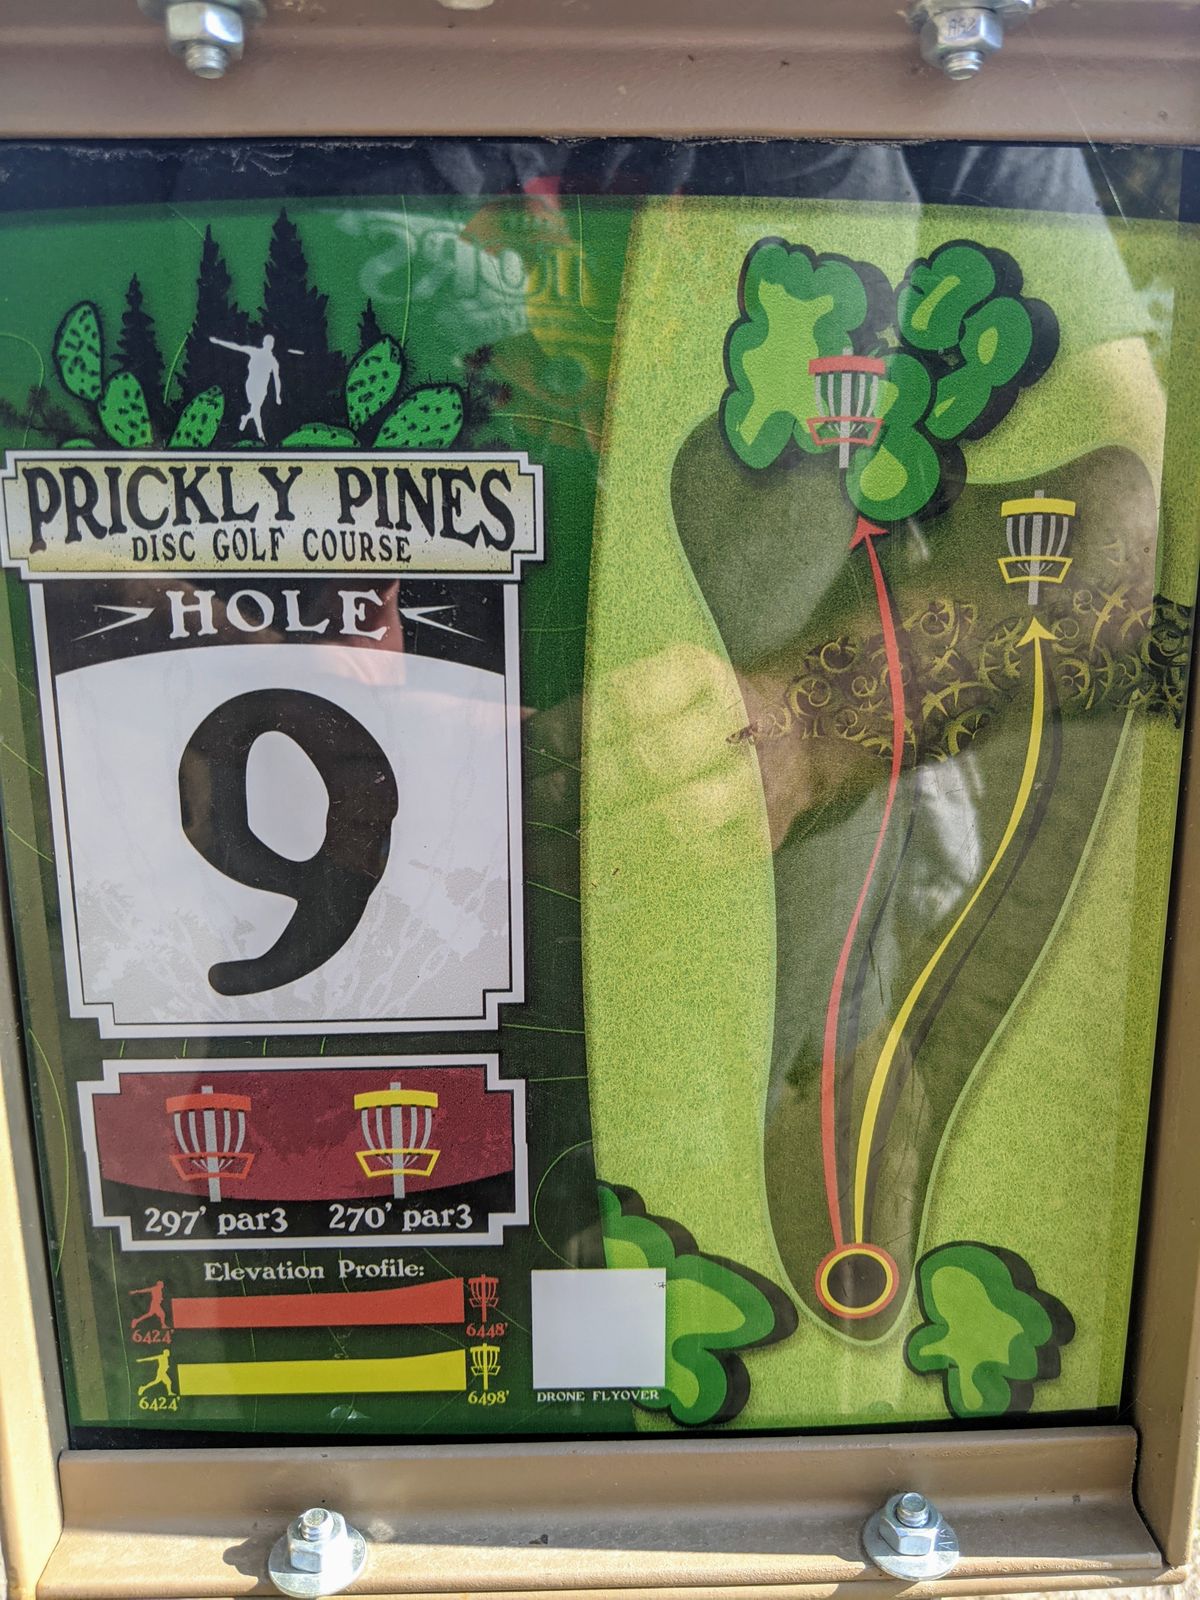 PRICKLY PINES
DISC GOLF COURSE
HOLE
9
297' par3 270' par3
Elevation Profile:
6424' 6448'
6424' 6498'
DRONE FLYOVER